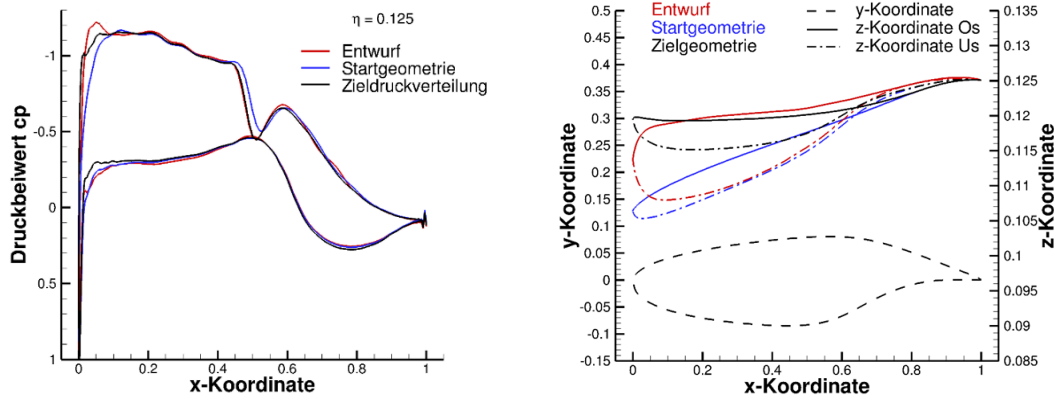 η = 0.125
Entwurf
Startgeometrie
Zieldruckverteilung
Druckbeiwert cp
-1
-0.5
0
0.5
1
0
0.2
0.4
0.6
0.8
1
x-Koordinate
Entwurf
Startgeometrie
Zielgeometrie
y-Koordinate
z-Koordinate Os
z-Koordinate Us
y-Koordinate
0.5
0.45
0.4
0.35
0.3
0.25
0.2
0.15
0.1
0.05
0
-0.05
-0.1
-0.15
0
0.2
0.4
0.6
0.8
1
x-Koordinate
0.135
0.13
0.125
0.12
0.115
0.11
0.105
0.1
0.095
0.09
0.085
z-Koordinate